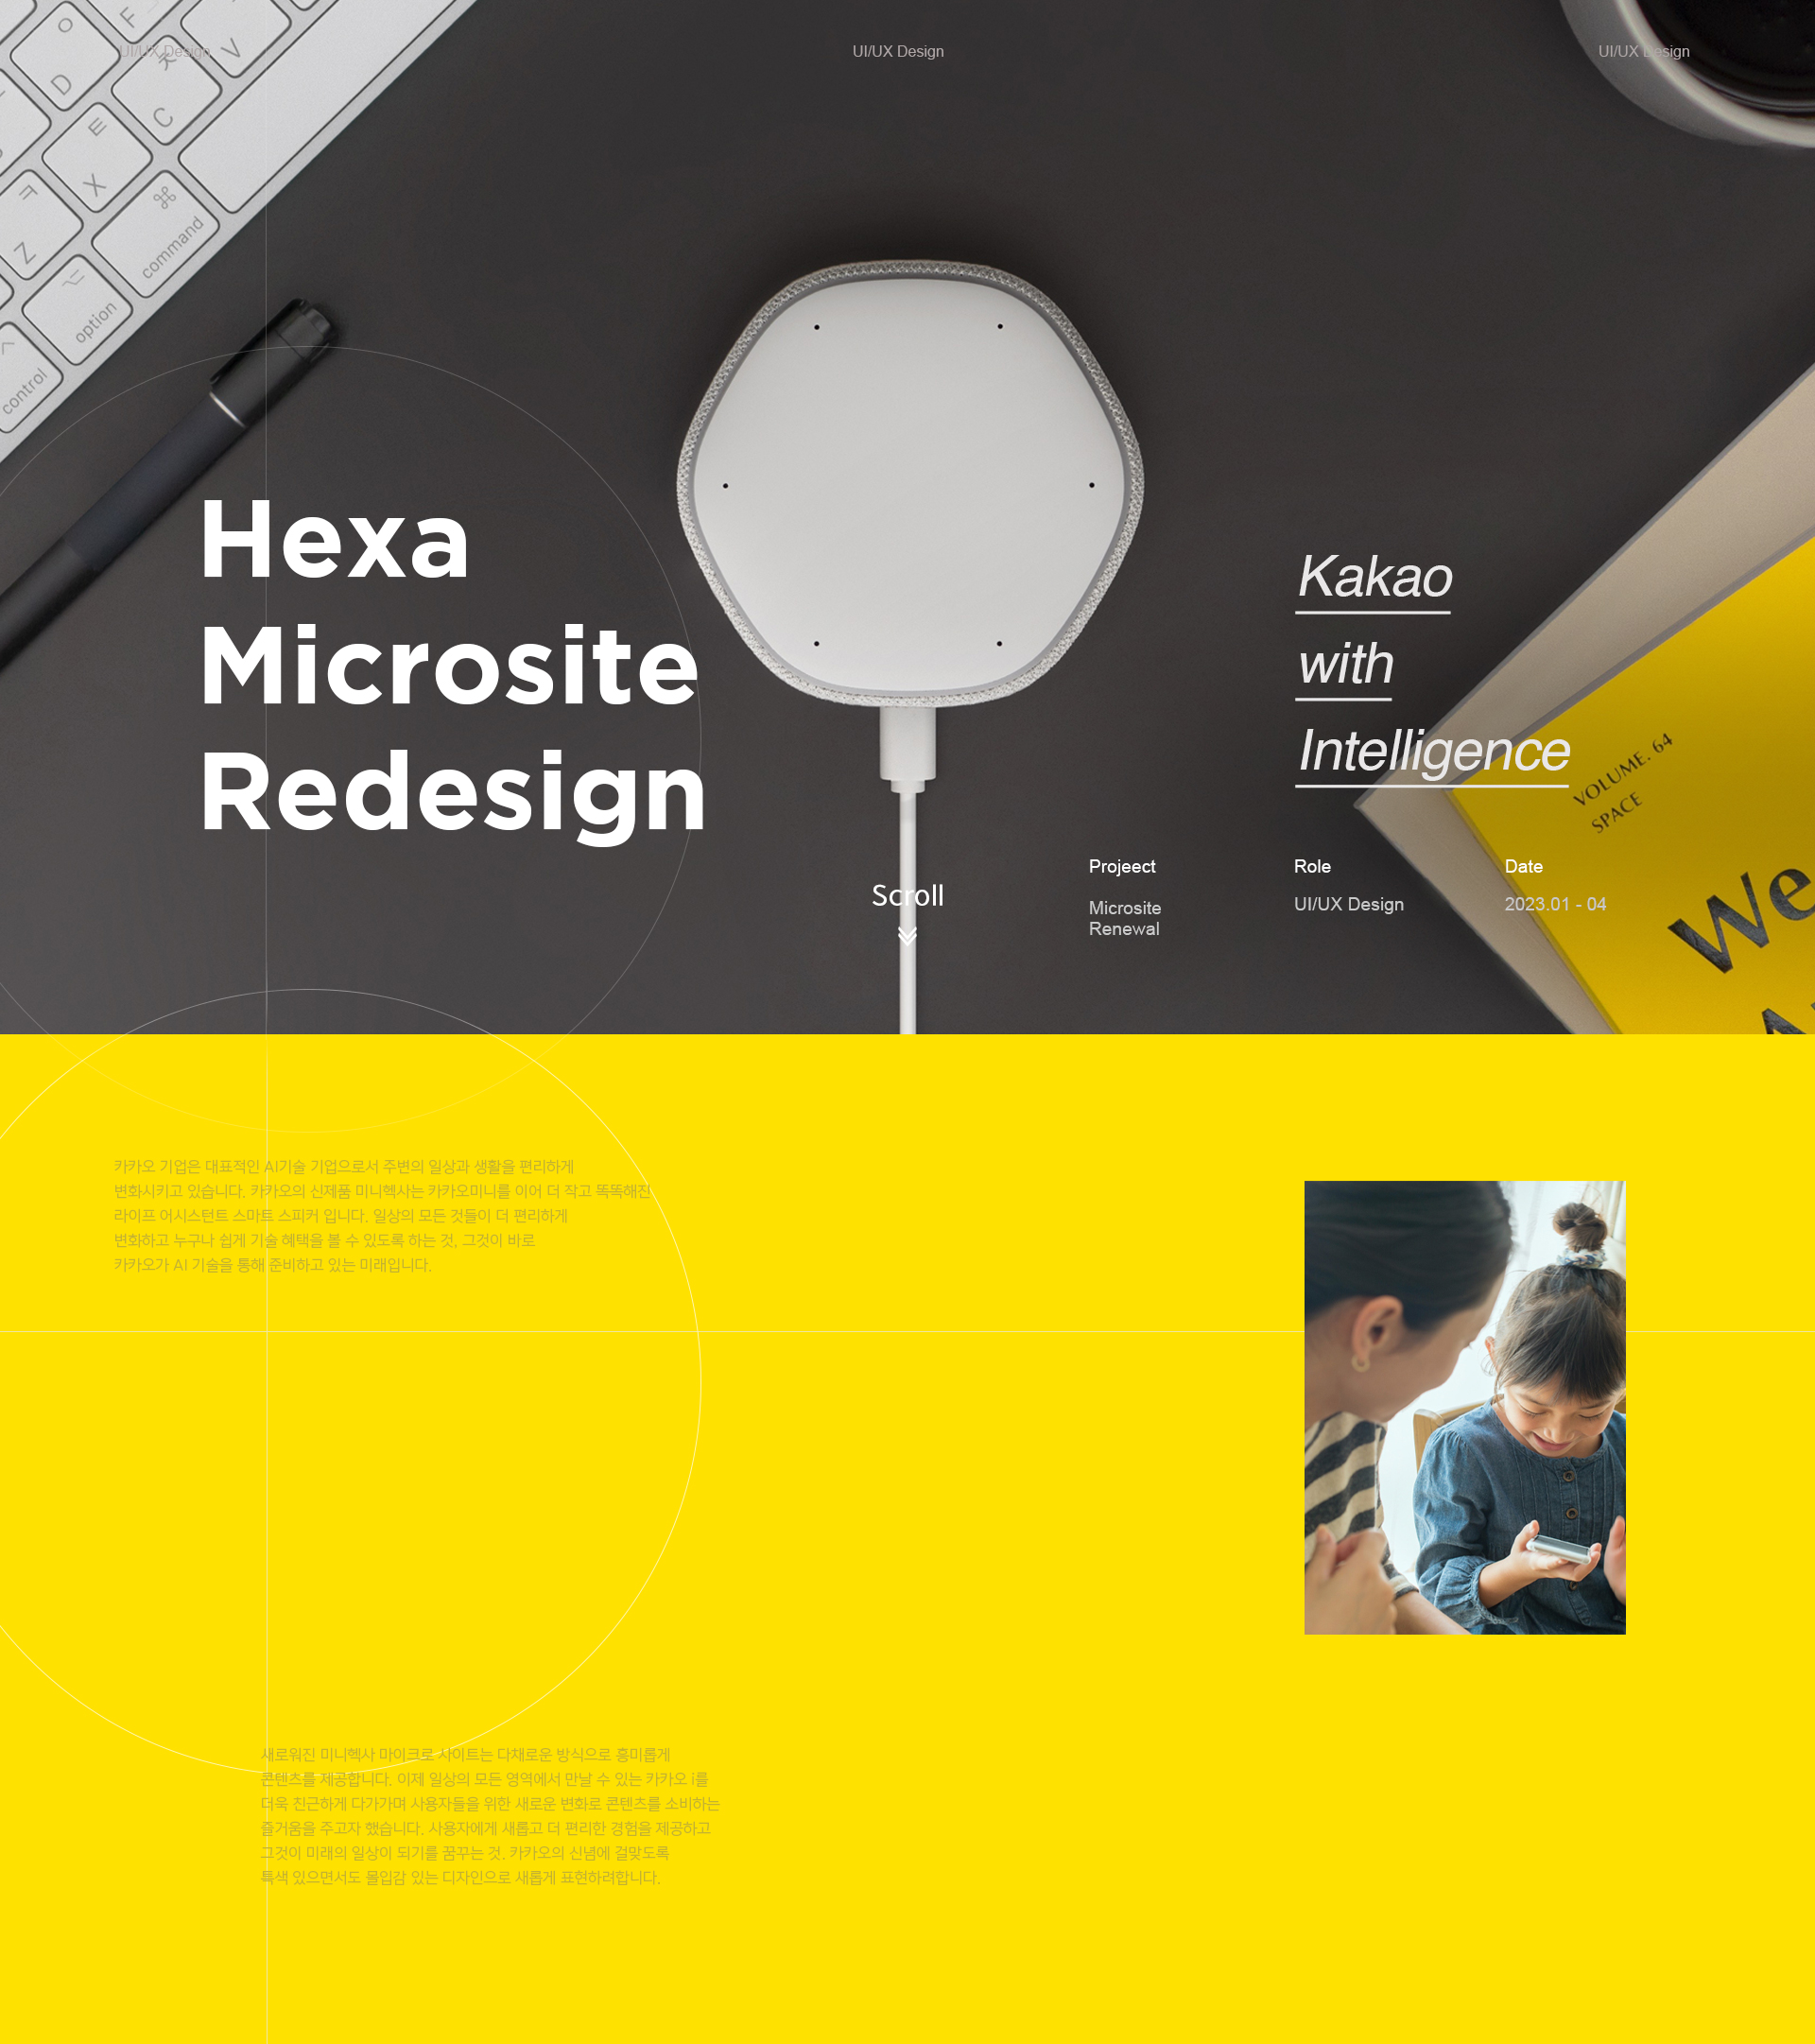 UI/UX Design
UI/UX Design
UI/UX Design
F
D
V
ㅊ
C
E
X
ㅋ
Z
⌘
command
option
control
Hexa
Microsite
Redesign
Kakao
with
Intelligence
VOLUME. 64
SPACE
We
Scroll
Projeect
Microsite
Renewal
Role
UI/UX Design
Date
2023.01 - 04
카카오 기업은 대표적인 AI기술 기업으로서 주변의 일상과 생활을 편리하게
변화시키고 있습니다. 카카오의 신제품 미니헥사는 카카오미니를 이어 더 작고 똑똑해진
라이프 어시스턴트 스마트 스피커 입니다. 일상의 모든 것들이 더 편리하게
변화하고 누구나 쉽게 기술 혜택을 볼 수 있도록 하는 것, 그것이 바로
카카오가 AI 기술을 통해 준비하고 있는 미래입니다.
새로워진 미니헥사 마이크로 사이트는 다채로운 방식으로 흥미롭게
콘텐츠를 제공합니다. 이제 일상의 모든 영역에서 만날 수 있는 카카오 i를
더욱 친근하게 다가가며 사용자들을 위한 새로운 변화로 콘텐츠를 소비하는
즐거움을 주고자 했습니다. 사용자에게 새롭고 더 편리한 경험을 제공하고
그것이 미래의 일상이 되기를 꿈꾸는 것. 카카오의 신념에 걸맞도록
특색 있으면서도 몰입감 있는 디자인으로 새롭게 표현하려합니다.